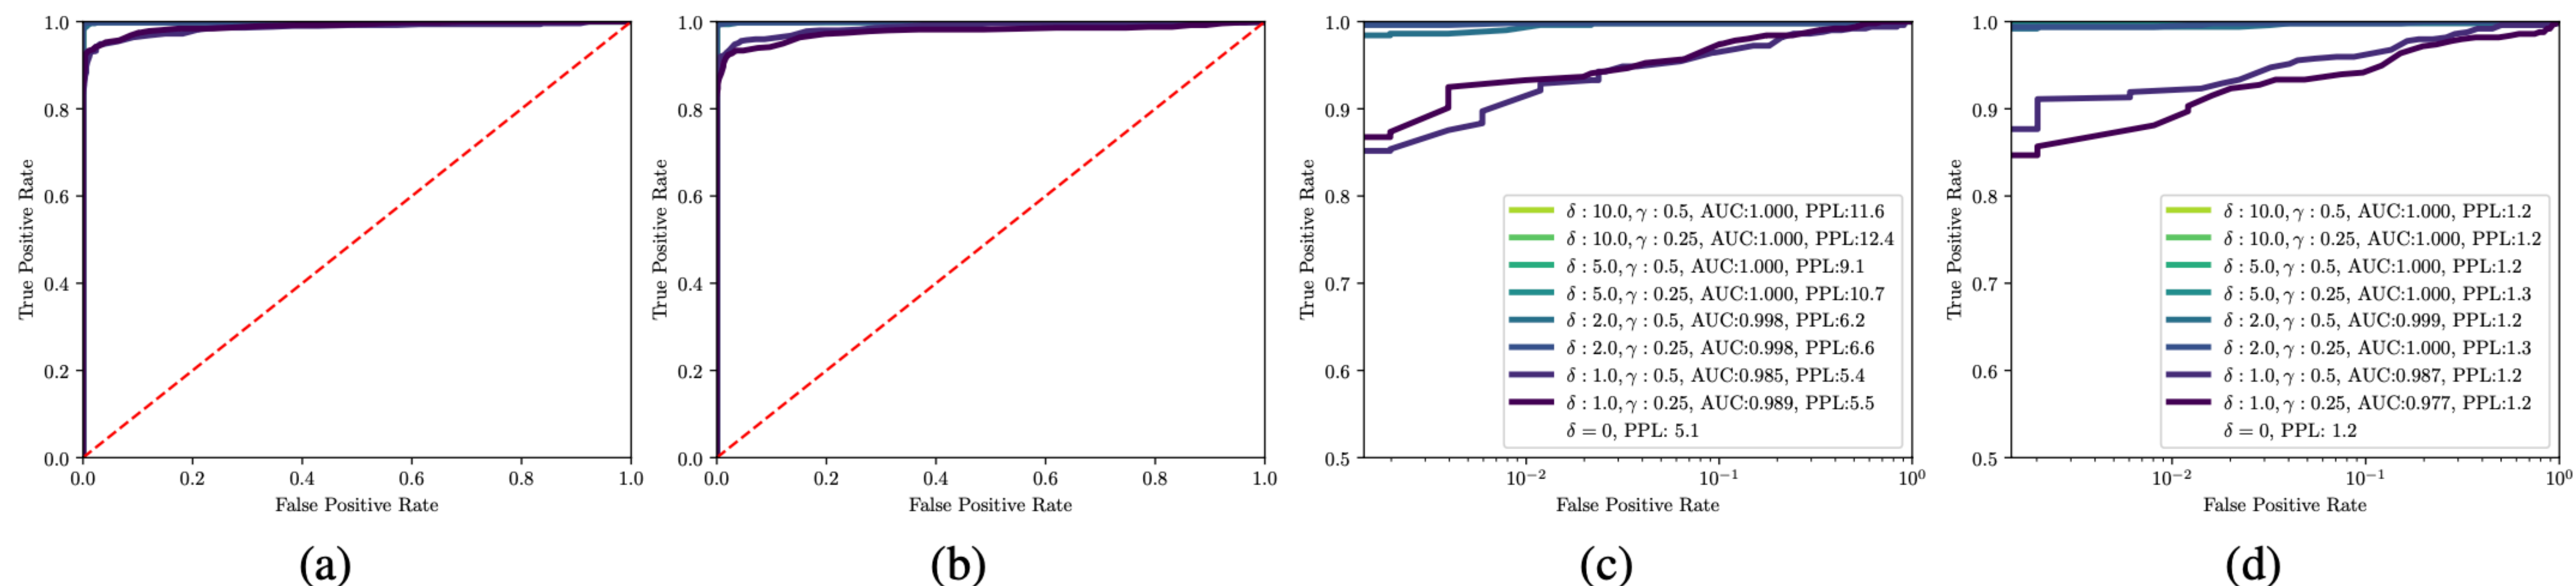 1.0
0.8
0.6
0.4
0.2
0.0
True Positive Rate
0.0 0.2 0.4 0.6 0.8 1.0
False Positive Rate
(a)
1.0
0.8
0.6
0.4
0.2
0.0
True Positive Rate
0.0 0.2 0.4 0.6 0.8 1.0
False Positive Rate
(b)
1.0
0.9
0.8
0.7
0.6
0.5
True Positive Rate
δ : 10.0, γ : 0.5, AUC:1.000, PPL:11.6
δ : 10.0, γ : 0.25, AUC:1.000, PPL:12.4
δ : 5.0, γ : 0.5, AUC:1.000, PPL:9.1
δ : 5.0, γ : 0.25, AUC:1.000, PPL:10.7
δ : 2.0, γ : 0.5, AUC:0.998, PPL:6.2
δ : 2.0, γ : 0.25, AUC:0.998, PPL:6.6
δ : 1.0, γ : 0.5, AUC:0.985, PPL:5.4
δ : 1.0, γ : 0.25, AUC:0.989, PPL:5.5
δ = 0, PPL: 5.1
10⁻² 10⁻¹ 10⁰
False Positive Rate
(c)
1.0
0.9
0.8
0.7
0.6
0.5
True Positive Rate
δ : 10.0, γ : 0.5, AUC:1.000, PPL:1.2
δ : 10.0, γ : 0.25, AUC:1.000, PPL:1.2
δ : 5.0, γ : 0.5, AUC:1.000, PPL:1.2
δ : 5.0, γ : 0.25, AUC:1.000, PPL:1.3
δ : 2.0, γ : 0.5, AUC:0.999, PPL:1.2
δ : 2.0, γ : 0.25, AUC:1.000, PPL:1.3
δ : 1.0, γ : 0.5, AUC:0.987, PPL:1.2
δ : 1.0, γ : 0.25, AUC:0.977, PPL:1.2
δ = 0, PPL: 1.2
10⁻² 10⁻¹ 10⁰
False Positive Rate
(d)